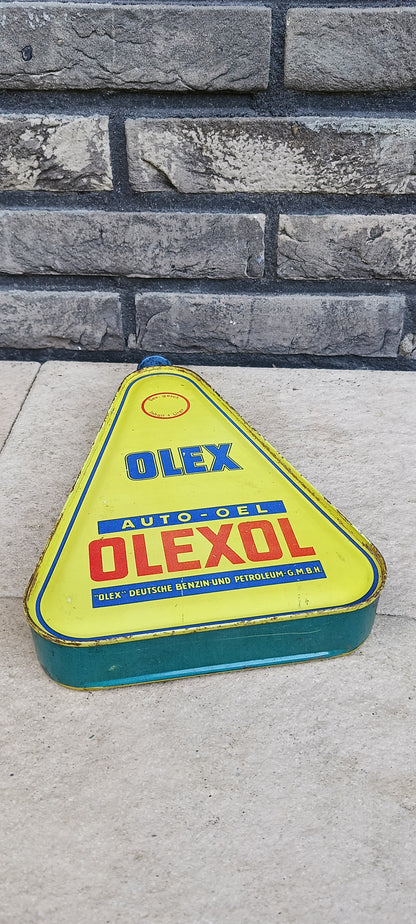 OLEX
AUTO-OEL
OLEXOL
"OLEX" DEUTSCHE BENZIN-UND PETROLEUM-G.M.B.H.